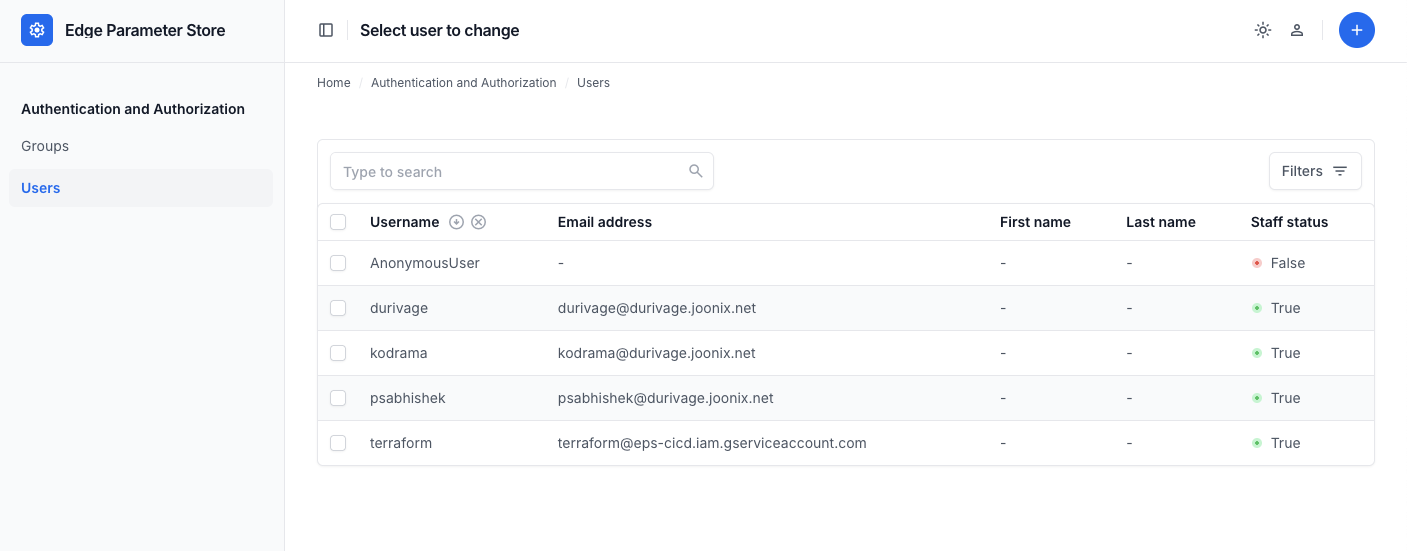 Edge Parameter Store
Select user to change
Home / Authentication and Authorization / Users
Authentication and Authorization
Groups
Users
Type to search
Filters
Username Email address First name Last name Staff status
AnonymousUser - - - False
durivage durivage@durivage.joonix.net - - True
kodrama kodrama@durivage.joonix.net - - True
psabhishek psabhishek@durivage.joonix.net - - True
terraform terraform@eps-cicd.iam.gserviceaccount.com - - True